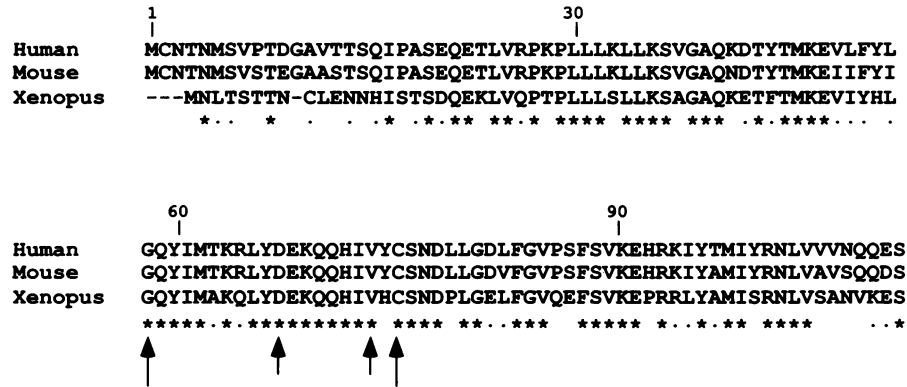 1 30
Human MCNTNMSVPTDGAVTTSQIPASEQETLVRPKPLLLKLLKSVGAQKDTYTMKEVLFYL
Mouse MCNTNMSVSTEGAASTSQIPASEQETLVRPKPLLLKLLKSVGAQNDTYTMKEIIFYI
Xenopus ---MNLTSTTN-CLENNHISTSDQEKLVQPTPLLLSLLKSAGAQKETFTMKEVIYHL
*.. * . . .* *.** ** * **** **** *** .*.****... .
60 90
Human GQYIMTKRLYDEKQQHIVYCSNDLLGDLFGVPSFSVKEHRKIYTMIYRNLVVVNQQES
Mouse GQYIMTKRLYDEKQQHIVYCSNDLLGDVFGVPSFSVKEHRKIYAMIYRNLVAVSQQDS
Xenopus GQYIMAKQLYDEKQQHIVHCSNDPLGELFGVQEFSVKEPRRLYAMISRNLVSANVKES
*****.*.********** **** **..*** ***** *..*.** **** ..*